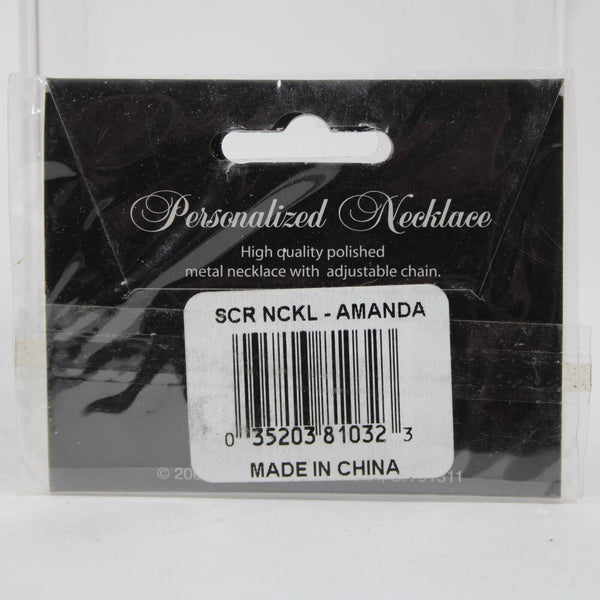 Personalized Necklace
High quality polished
metal necklace with adjustable chain.
SCR NCKL - AMANDA
0 35203 81032 3
MADE IN CHINA
©